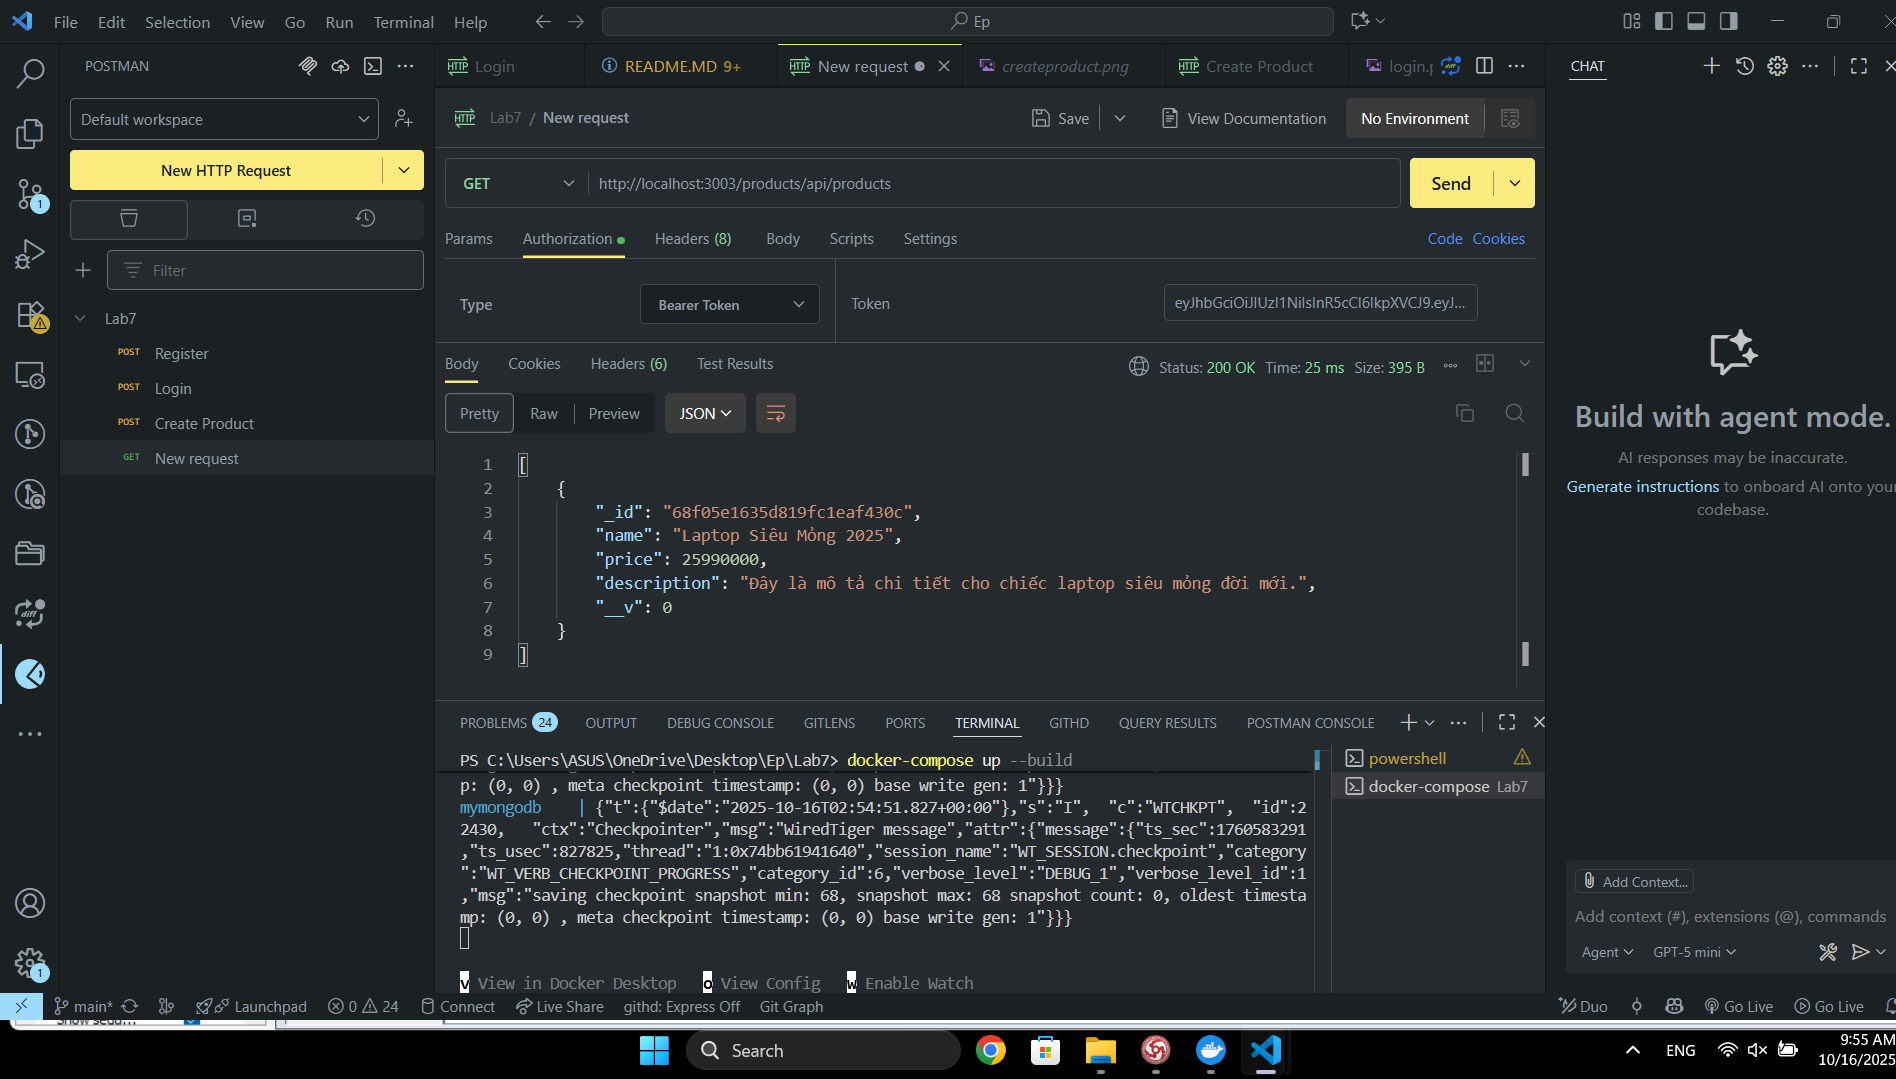 File Edit Selection View Go Run Terminal Help
Ep
POSTMAN
Login
README.MD 9+
New request
createproduct.png
Create Product
CHAT
Default workspace
Lab7 / New request
Save
View Documentation
No Environment
New HTTP Request
GET
http://localhost:3003/products/api/products
Send
Params
Authorization
Headers (8)
Body
Scripts
Settings
Code
Cookies
Filter
Type
Bearer Token
Token
Lab7
POST Register
POST Login
POST Create Product
GET New request
Body
Cookies
Headers (6)
Test Results
Status: 200 OK Time: 25 ms Size: 395 B
Pretty
Raw
Preview
JSON
1 [
2 {
3 "_id": "68f05e1635d819fc1eaf430c",
4 "name": "Laptop Siêu Mỏng 2025",
5 "price": 25990000,
6 "description": "Đây là mô tả chi tiết cho chiếc laptop siêu mỏng đời mới.",
7 "__v": 0
8 }
9 ]
Build with agent mode.
AI responses may be inaccurate.
Generate instructions to onboard AI onto your
codebase.
PROBLEMS 24
OUTPUT
DEBUG CONSOLE
GITLENS
PORTS
TERMINAL
GITHD
QUERY RESULTS
POSTMAN CONSOLE
PS C:\Users\ASUS\OneDrive\Desktop\Ep\Lab7> docker-compose up --build
p: (0, 0) , meta checkpoint timestamp: (0, 0) base write gen: 1"}}}
mymongodb | {"t":{"$date":"2025-10-16T02:54:51.827+00:00"},"s":"I", "c":"WTCHKPT", "id":2
2430, "ctx":"Checkpointer","msg":"WiredTiger message","attr":{"message":{"ts_sec":1760583291
,"ts_usec":827825,"thread":"1:0x74bb61941640","session_name":"WT_SESSION.checkpoint","category
":"WT_VERB_CHECKPOINT_PROGRESS","category_id":6,"verbose_level":"DEBUG_1","verbose_level_id":1
,"msg":"saving checkpoint snapshot min: 68, snapshot max: 68 snapshot count: 0, oldest timesta
mp: (0, 0) , meta checkpoint timestamp: (0, 0) base write gen: 1"}}}
v View in Docker Desktop o View Config w Enable Watch
powershell
docker-compose Lab7
Add Context...
Add context (#), extensions (@), commands
Agent
GPT-5 mini
main*
Launchpad
0
24
Connect
Live Share
githd: Express Off
Git Graph
Duo
Go Live
Go Live
Search
ENG
9:55 AM
10/16/2025